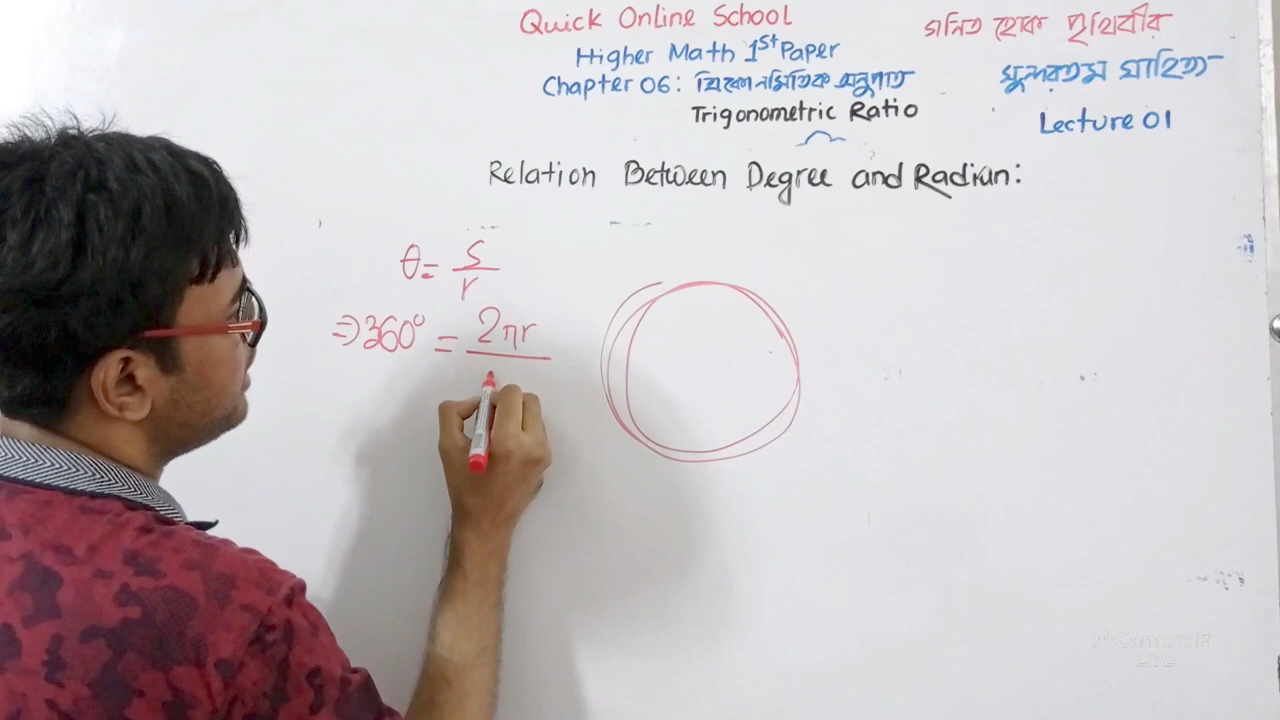 Quick Online School
Higher Math 1st Paper
Chapter 06: ত্রিকোনমিতিক অনুপাত
Trigonometric Ratio
গনিত হোক পৃথিবীর
সুন্দরতম সাহিত্য
Lecture 01
Relation Between Degree and Radian:
θ = S/r
⇒ 360° = 2πr